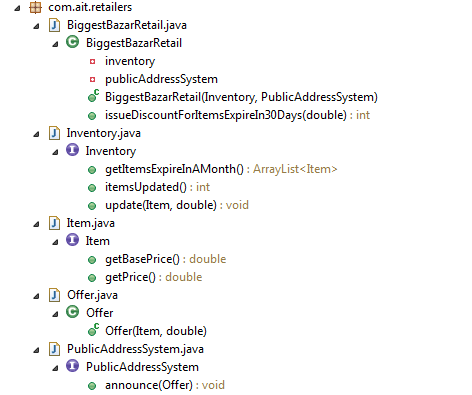 com.ait.retailers
BiggestBazarRetail.java
BiggestBazarRetail
inventory
publicAddressSystem
BiggestBazarRetail(Inventory, PublicAddressSystem)
issueDiscountForItemsExpireIn30Days(double) : int
Inventory.java
Inventory
getItemsExpireInAMonth() : ArrayList<Item>
itemsUpdated() : int
update(Item, double) : void
Item.java
Item
getBasePrice() : double
getPrice() : double
Offer.java
Offer
Offer(Item, double)
PublicAddressSystem.java
PublicAddressSystem
announce(Offer) : void